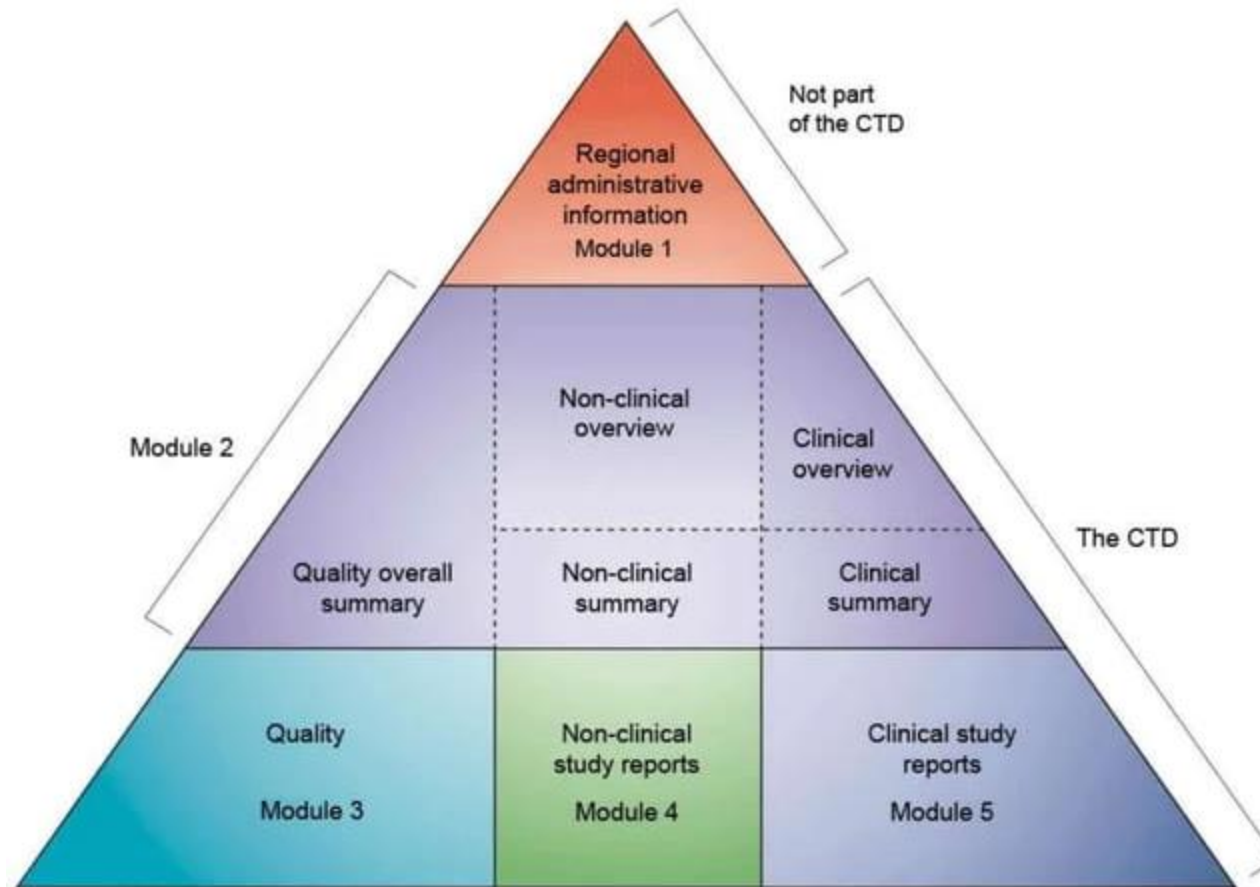 Not part
of the CTD
Regional
administrative
information
Module 1
Module 2
Non-clinical
overview
Clinical
overview
The CTD
Quality overall
summary
Non-clinical
summary
Clinical
summary
Quality
Module 3
Non-clinical
study reports
Module 4
Clinical study
reports
Module 5